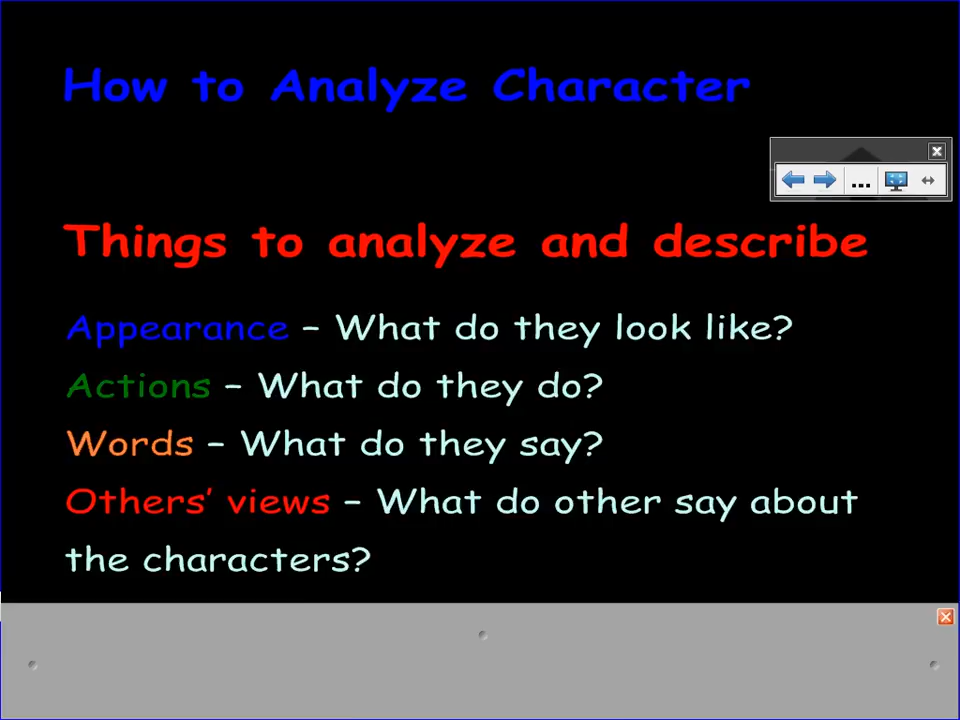 How to Analyze Character
Things to analyze and describe
Appearance – What do they look like?
Actions – What do they do?
Words – What do they say?
Others’ views – What do other say about
the characters?